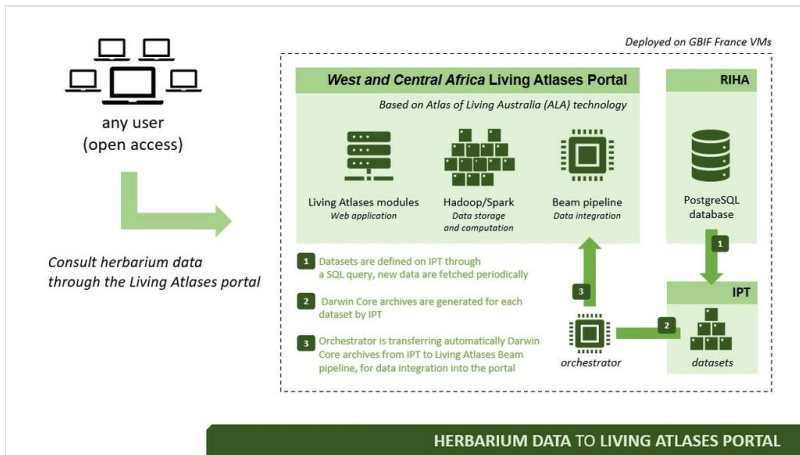 Deployed on GBIF France VMs
any user
(open access)
Consult herbarium data
through the Living Atlases portal
West and Central Africa Living Atlases Portal
Based on Atlas of Living Australia (ALA) technology
Living Atlases modules
Web application
Hadoop/Spark
Data storage
and computation
Beam pipeline
Data integration
RIHA
PostgreSQL
database
1
IPT
datasets
2
orchestrator
3
1 Datasets are defined on IPT through
a SQL query, new data are fetched periodically
2 Darwin Core archives are generated for each
dataset by IPT
3 Orchestrator is transferring automatically Darwin
Core archives from IPT to Living Atlases Beam
pipeline, for data integration into the portal
HERBARIUM DATA TO LIVING ATLASES PORTAL